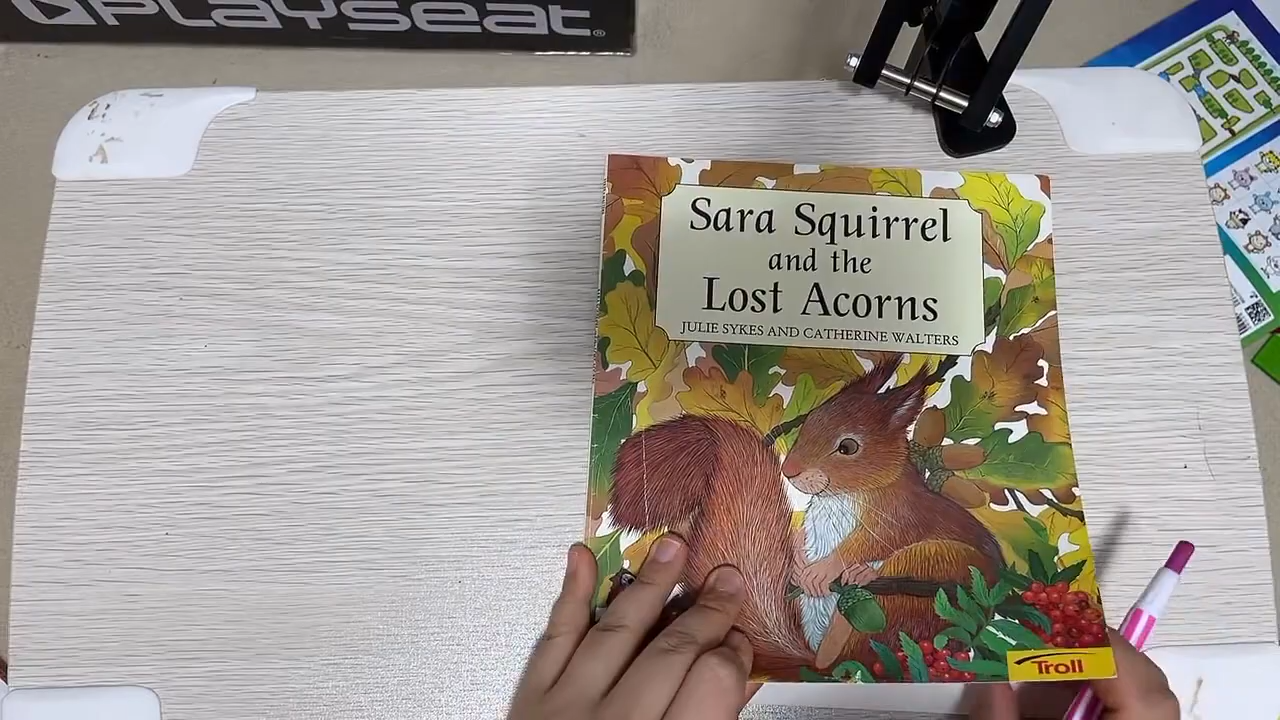 PLAYSEAT®
Sara Squirrel
and the
Lost Acorns
JULIE SYKES AND CATHERINE WALTERS
Troll